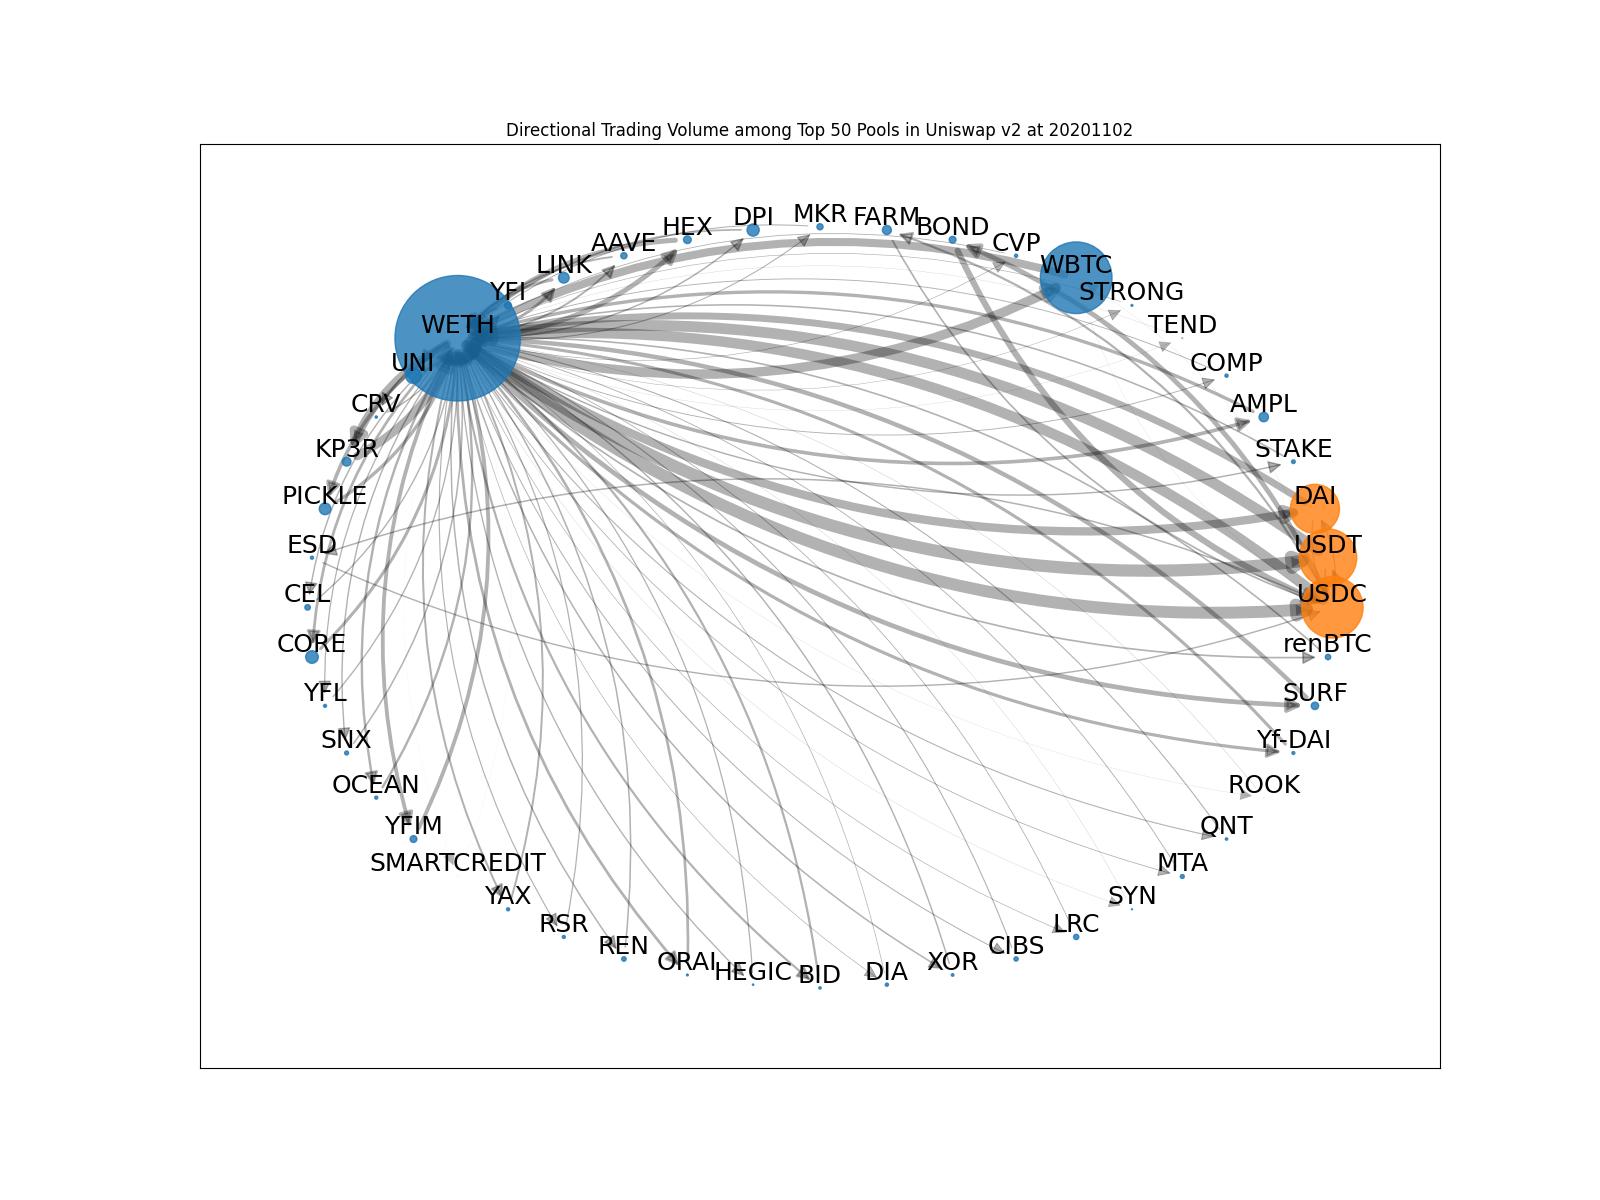 Directional Trading Volume among Top 50 Pools in Uniswap v2 at 20201102
MKR
DPI
FARM
HEX
BOND
AAVE
CVP
LINK
WBTC
YFI
STRONG
WETH
TEND
UNI
COMP
CRV
AMPL
KP3R
STAKE
PICKLE
DAI
ESD
USDT
CEL
USDC
CORE
renBTC
YFL
SURF
SNX
Yf-DAI
OCEAN
ROOK
YFIM
QNT
SMARTCREDIT
MTA
YAX
SYN
RSR
LRC
REN
CIBS
ORAI
XOR
HEGIC
BID
DIA